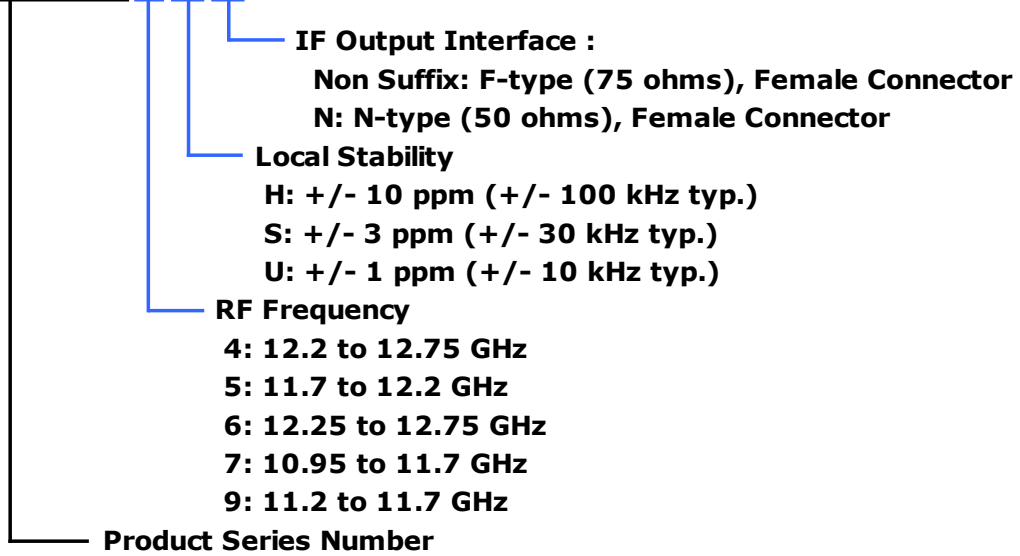 IF Output Interface :
Non Suffix: F-type (75 ohms), Female Connector
N: N-type (50 ohms), Female Connector
Local Stability
H: +/- 10 ppm (+/- 100 kHz typ.)
S: +/- 3 ppm (+/- 30 kHz typ.)
U: +/- 1 ppm (+/- 10 kHz typ.)
RF Frequency
4: 12.2 to 12.75 GHz
5: 11.7 to 12.2 GHz
6: 12.25 to 12.75 GHz
7: 10.95 to 11.7 GHz
9: 11.2 to 11.7 GHz
Product Series Number